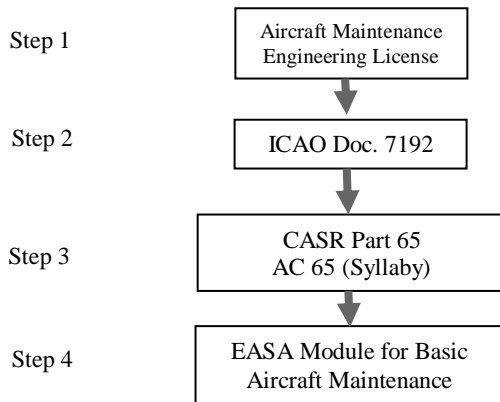 Step 1
Aircraft Maintenance
Engineering License
Step 2
ICAO Doc. 7192
Step 3
CASR Part 65
AC 65 (Syllaby)
Step 4
EASA Module for Basic
Aircraft Maintenance